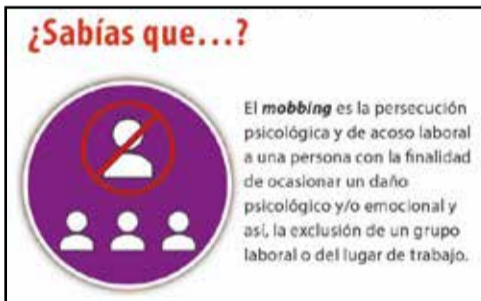 ¿Sabías que...?
El mobbing es la persecución
psicológica y de acoso laboral
a una persona con la finalidad
de ocasionar un daño
psicológico y/o emocional y
así, la exclusión de un grupo
laboral o del lugar de trabajo.